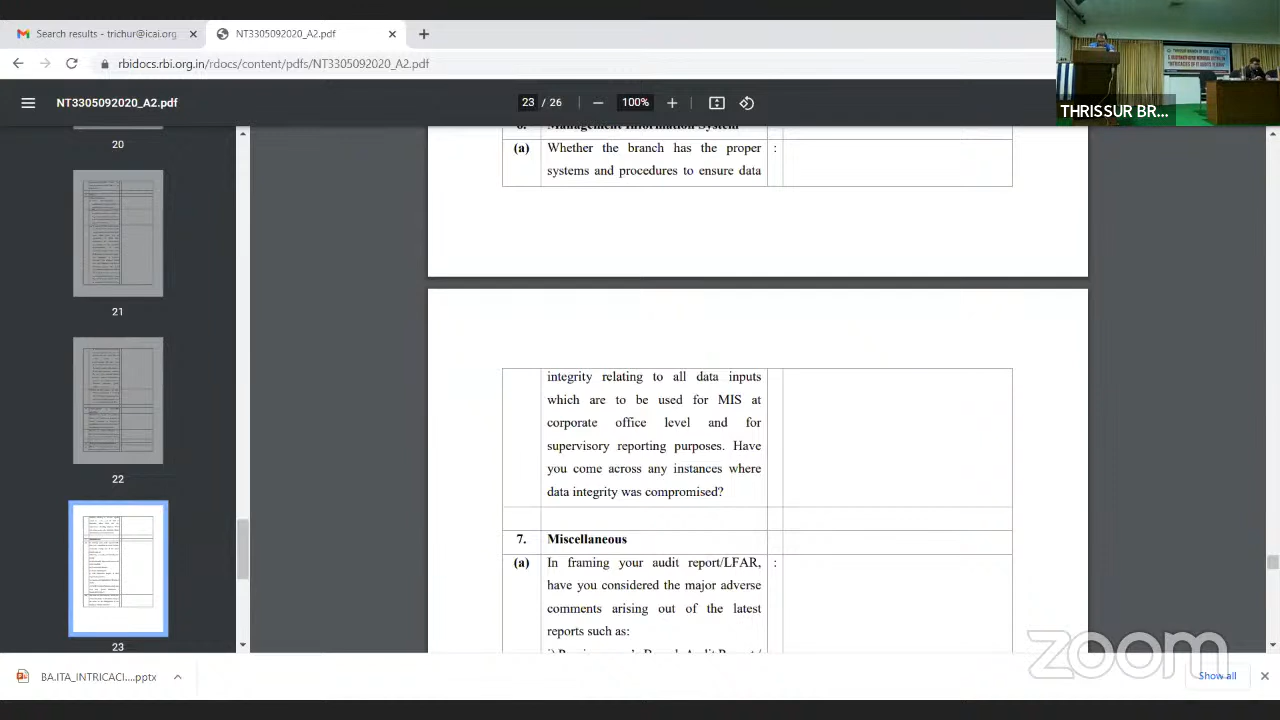 Search results - trichur@icai.org
NT3305092020_A2.pdf
rbidocs.rbi.org.in/rdocs/content/pdfs/NT3305092020_A2.pdf
NT3305092020_A2.pdf
23 / 26
100%
THRISSUR BR...
20
21
22
23
Management Information System
(a) Whether the branch has the proper :
systems and procedures to ensure data
integrity relating to all data inputs
which are to be used for MIS at
corporate office level and for
supervisory reporting purposes. Have
you come across any instances where
data integrity was compromised?
7. Miscellaneous
(a) In framing your audit report/LFAR, :
have you considered the major adverse
comments arising out of the latest
reports such as:
zoom
BA.ITA_INTRICACI....pptx
Show all